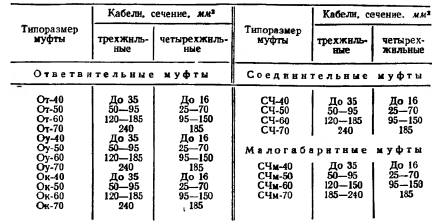 Типоразмер муфты Кабели, сечение, мм² Типоразмер муфты Кабели, сечение. мм²
трехжильные четырехжильные трехжильные четырехжильные
Ответвительные муфты Соединительные муфты
От-40 До 35 До 16 СЧ-40 До 35 До 16
От-50 50—95 25—70 СЧ-50 50—95 25—70
От-60 120—185 95—150 СЧ-60 120—185 95—150
От-70 240 185 СЧ-70 240 185
Оу-40 До 35 До 16
Оу-50 50—95 25—70 Малогабаритные муфты
Оу-60 120—185 95—150
Оу-70 240 185 СЧм-40 До 35 До 16
Ок-40 До 35 До 16 СЧм-50 50—95 25—70
Ок-50 50—95 25—70 СЧм-60 120—150 95—150
Ок-60 120—185 95—150 СЧм-70 185—240 185
Ок-70 240 185